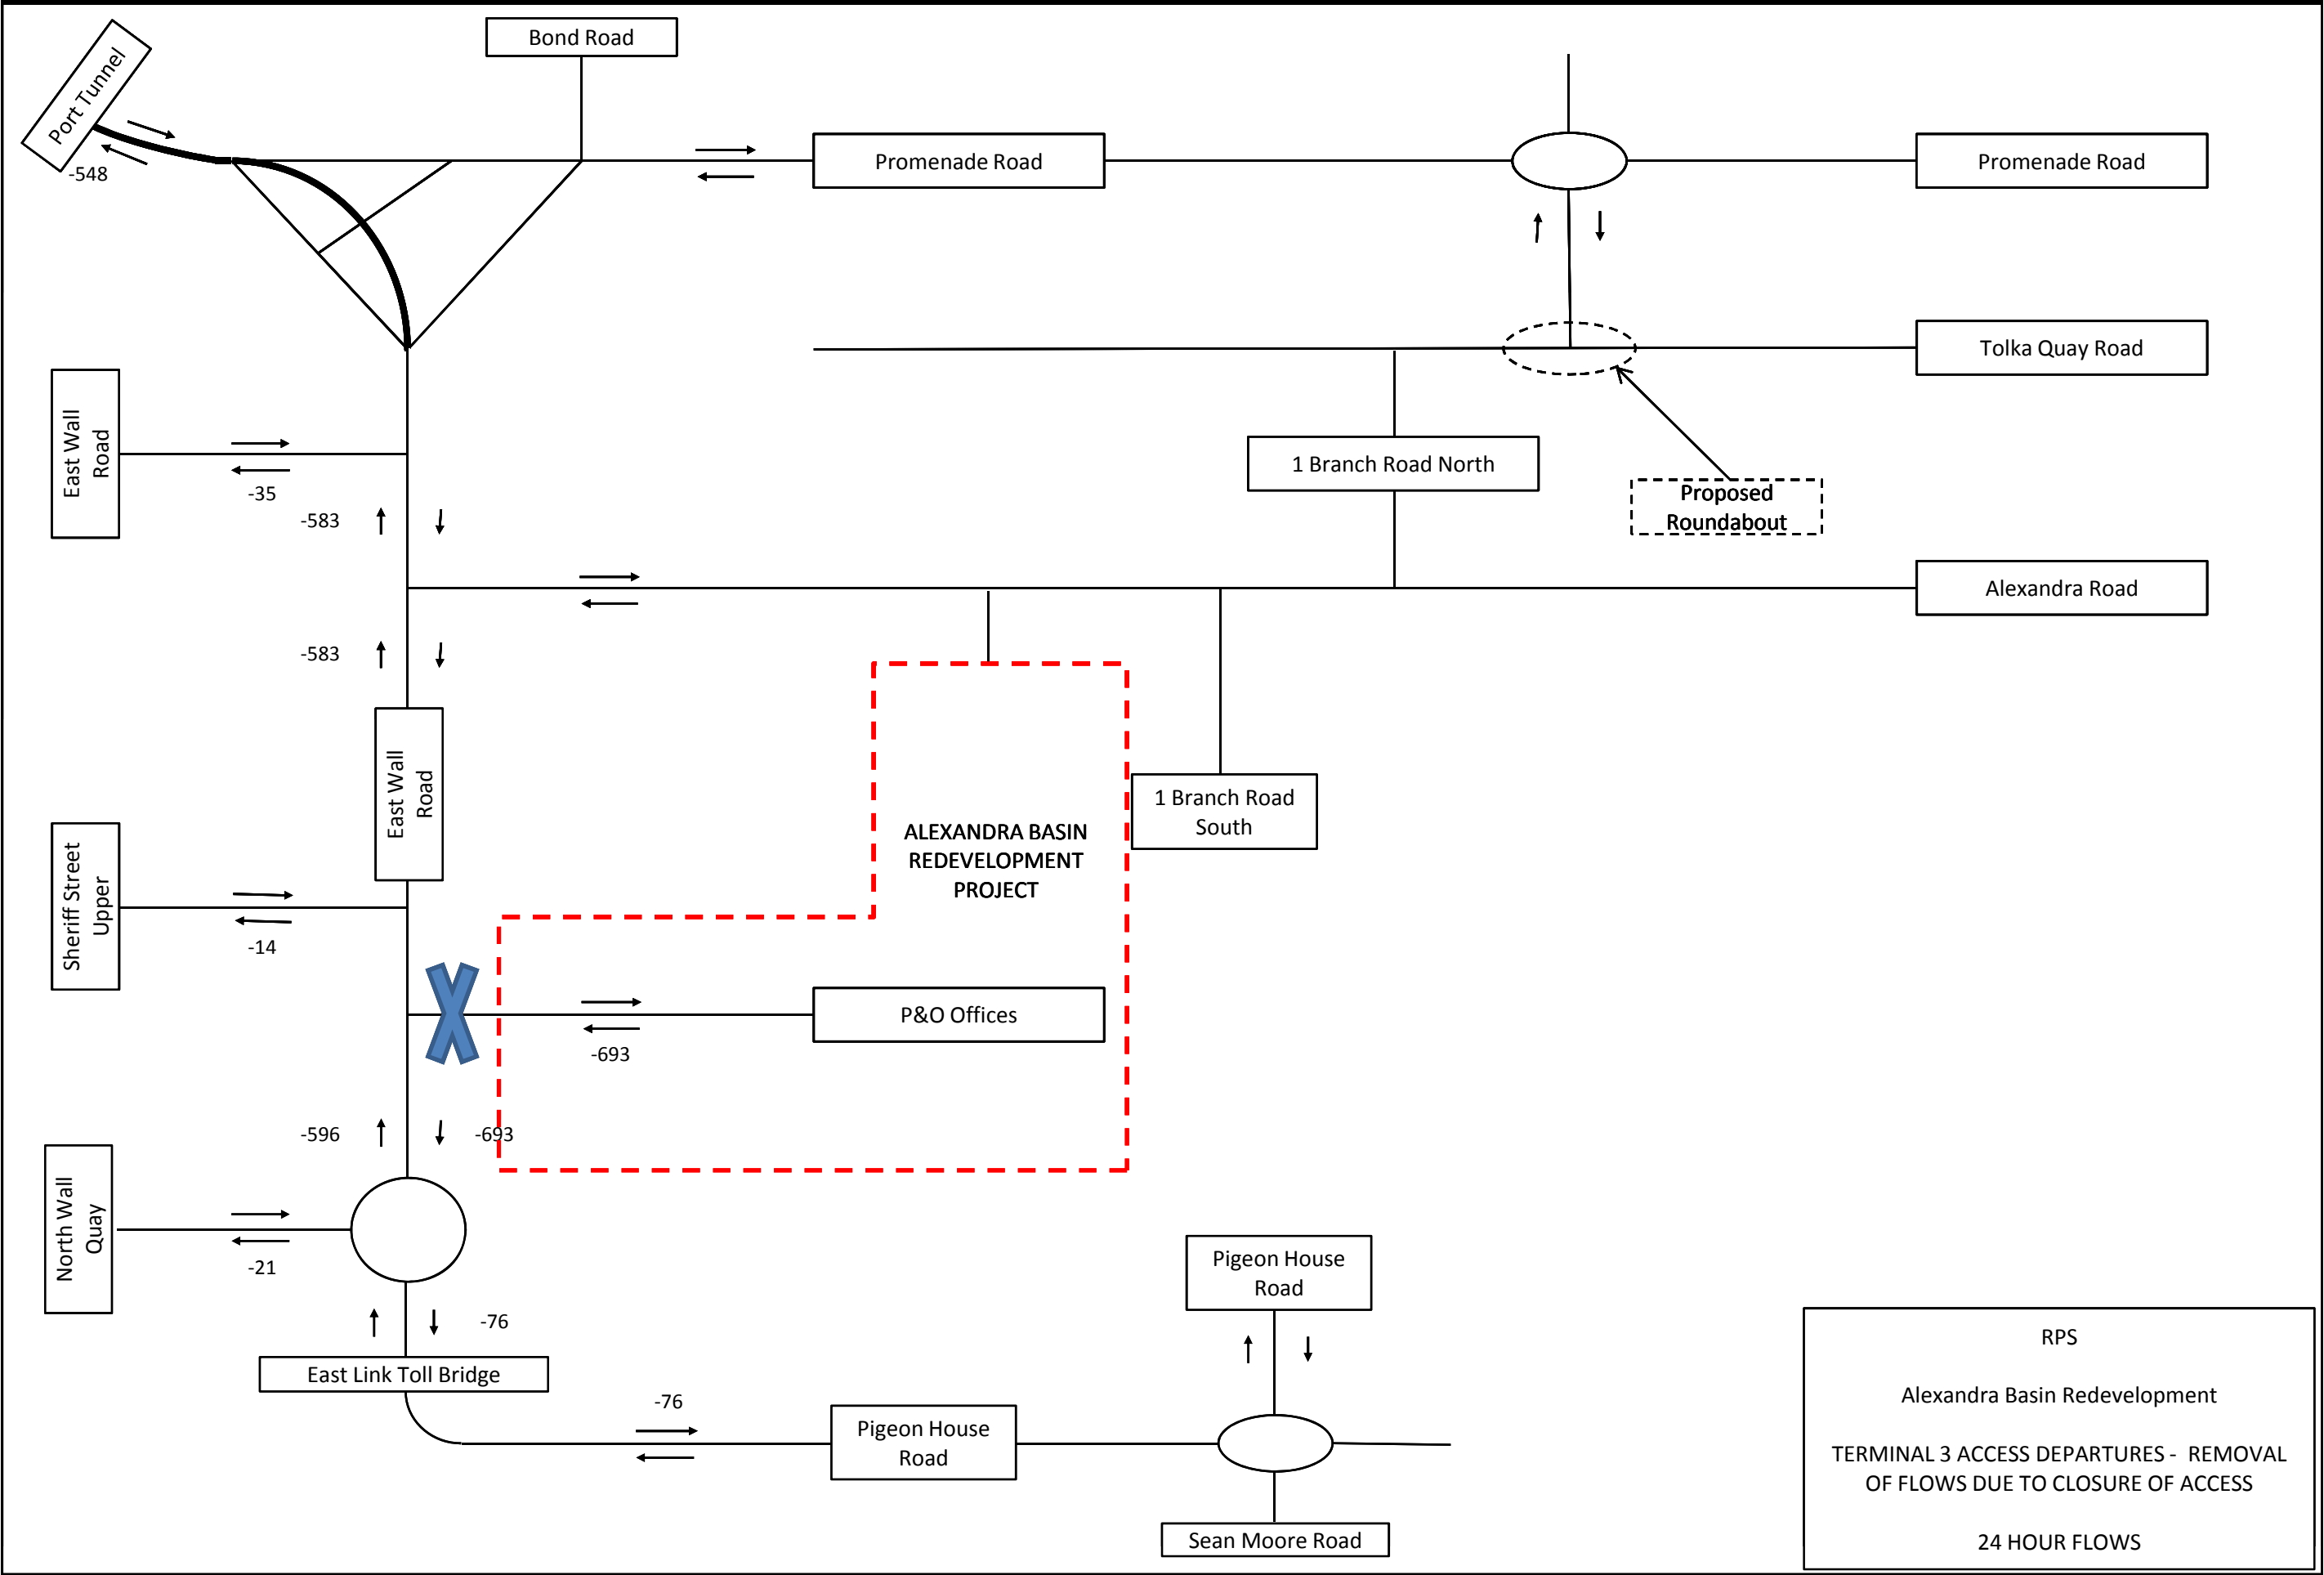 Bond Road
Port Tunnel
-548
Promenade Road
Promenade Road
Tolka Quay Road
East Wall
Road
-35
1 Branch Road North
Proposed
Roundabout
-583
Alexandra Road
-583
East Wall
Road
1 Branch Road
South
ALEXANDRA BASIN
REDEVELOPMENT
PROJECT
Sheriff Street
Upper
-14
P&O Offices
-693
-596
-693
North Wall
Quay
-21
Pigeon House
Road
-76
East Link Toll Bridge
-76
Pigeon House
Road
Sean Moore Road
RPS
Alexandra Basin Redevelopment
TERMINAL 3 ACCESS DEPARTURES - REMOVAL
OF FLOWS DUE TO CLOSURE OF ACCESS
24 HOUR FLOWS